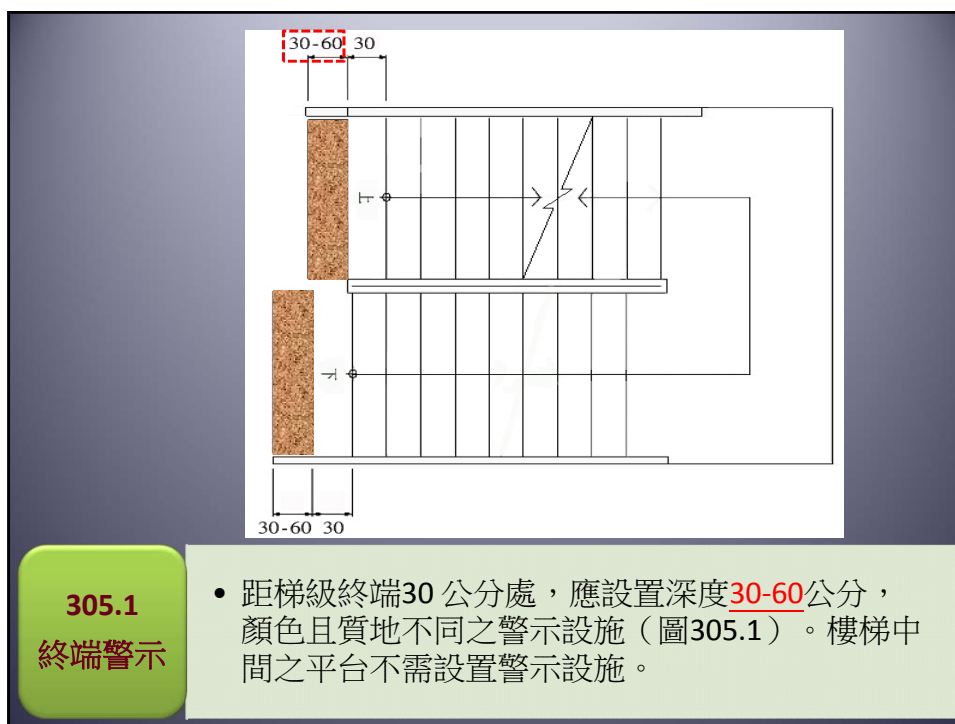 30-60 30
上
下
30-60 30
305.1
終端警示
• 距梯級終端30 公分處，應設置深度30-60公分，
顏色且質地不同之警示設施（圖305.1）。樓梯中
間之平台不需設置警示設施。